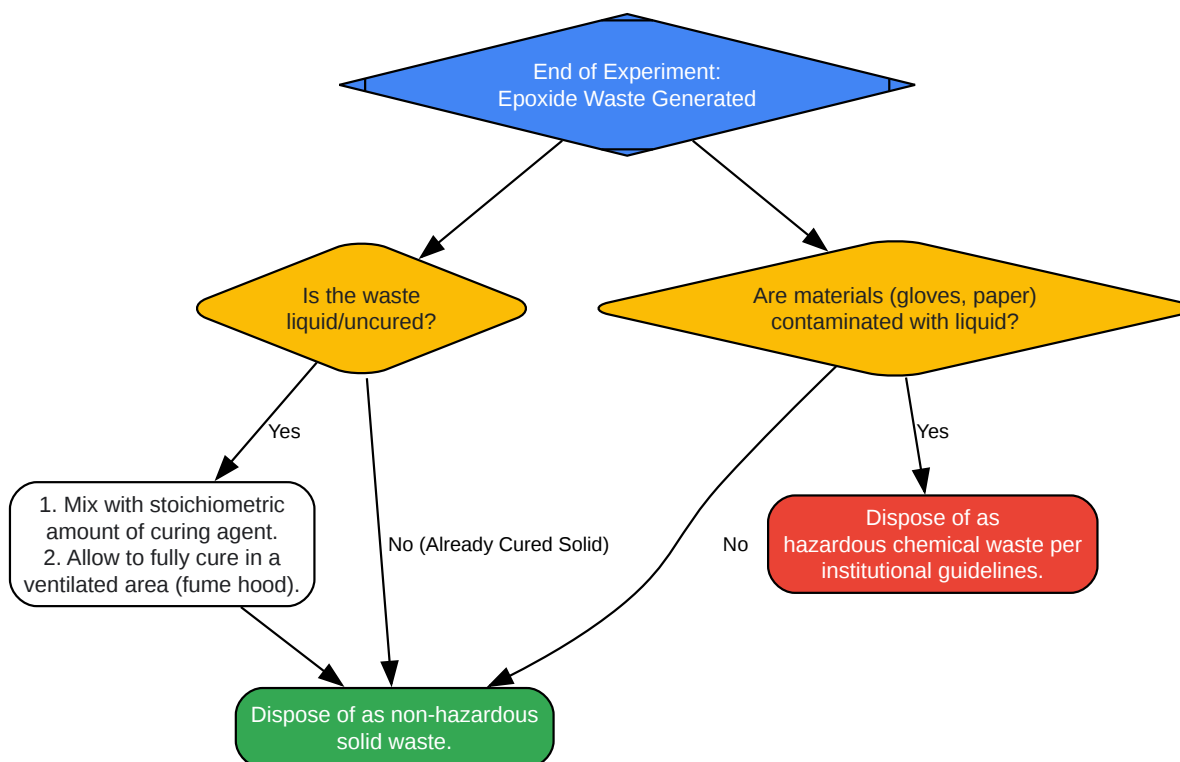 End of Experiment:
Epoxide Waste Generated
Is the waste
liquid/uncured?
Are materials (gloves, paper)
contaminated with liquid?
Yes
Yes
1. Mix with stoichiometric
amount of curing agent.
2. Allow to fully cure in a
ventilated area (fume hood).
No (Already Cured Solid)
No
Dispose of as
hazardous chemical waste per
institutional guidelines.
Dispose of as non-hazardous
solid waste.